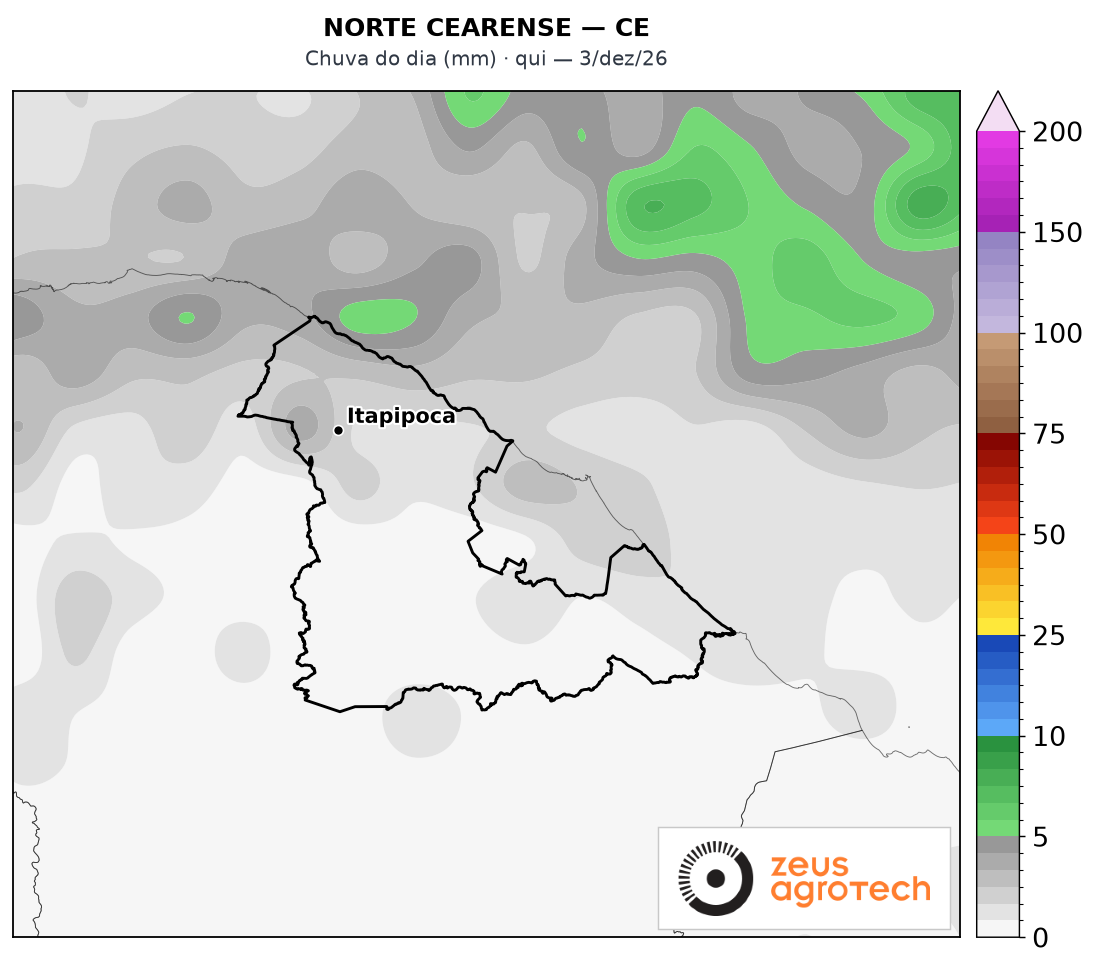 NORTE CEARENSE — CE
Chuva do dia (mm) · qui — 3/dez/26
Itapipoca
200
150
100
75
50
25
10
5
0
zeus
agrotech